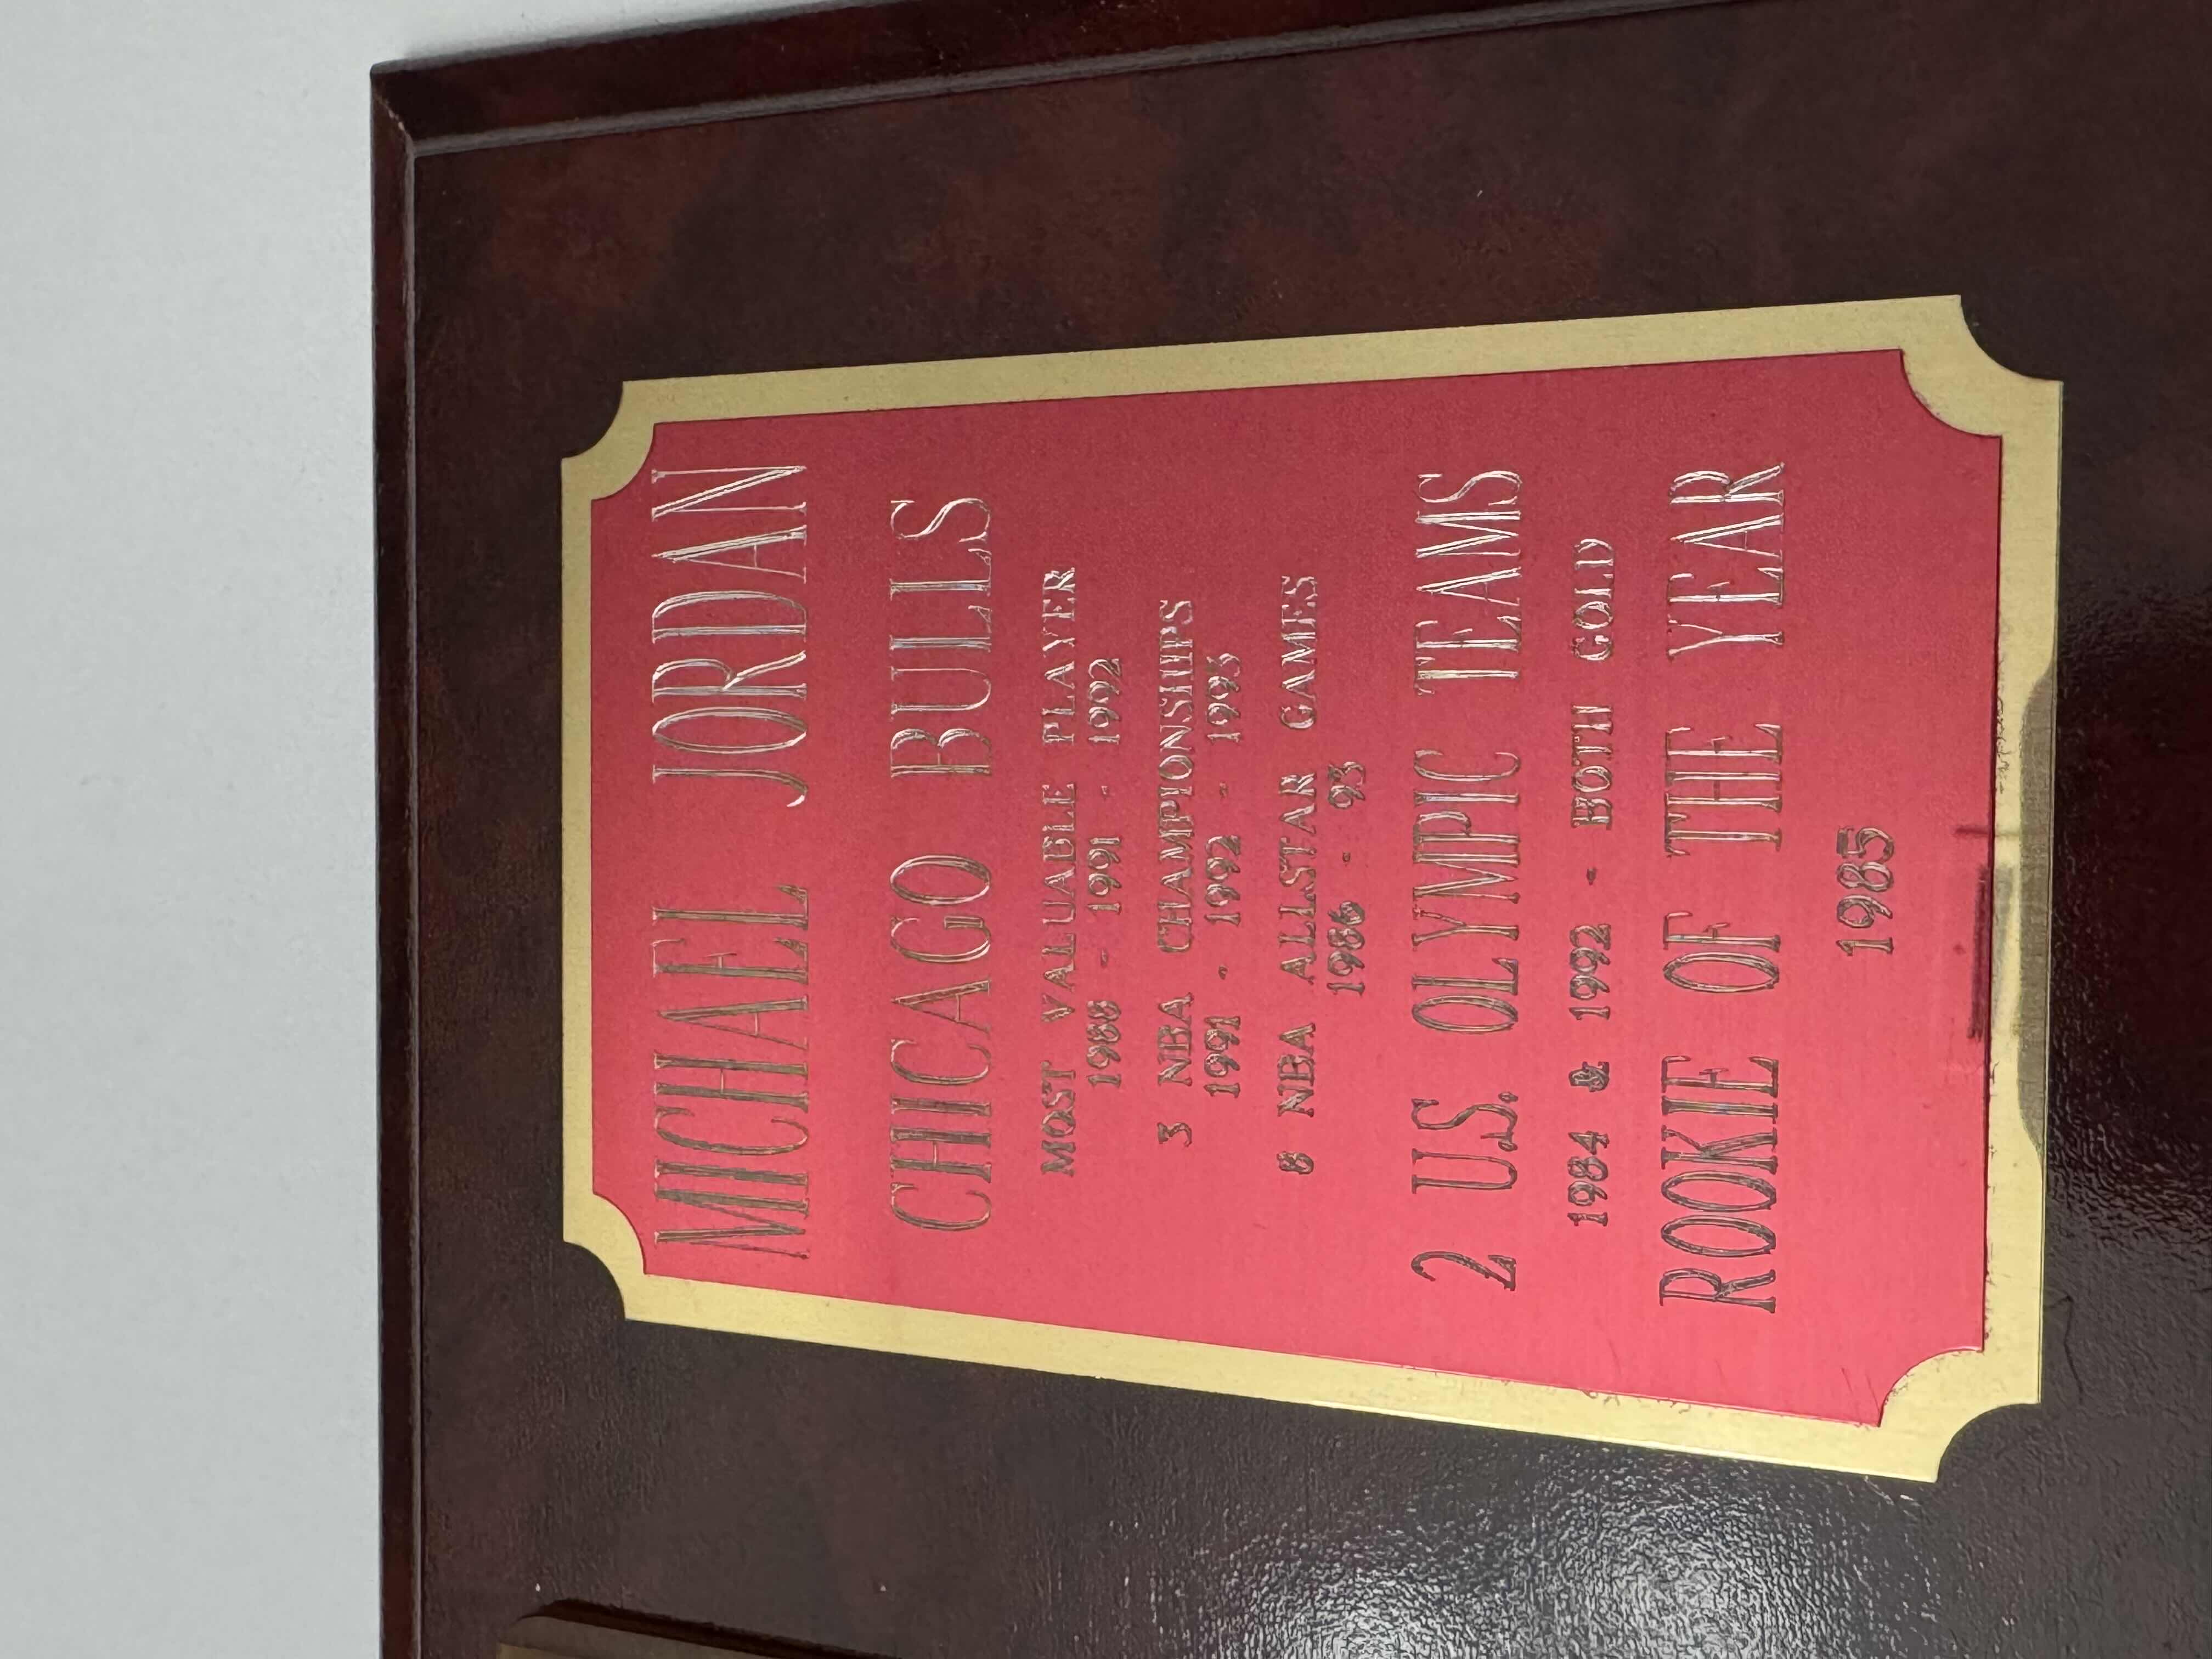 MICHAEL JORDAN
CHICAGO BULLS
MOST VALUABLE PLAYER
1988 - 1991 - 1992
3 NBA CHAMPIONSHIPS
1991 - 1992 - 1993
8 NBA ALLSTAR GAMES
1986 - 93
2 U.S. OLYMPIC TEAMS
1984 & 1992 - BOTH GOLD
ROOKIE OF THE YEAR
1985